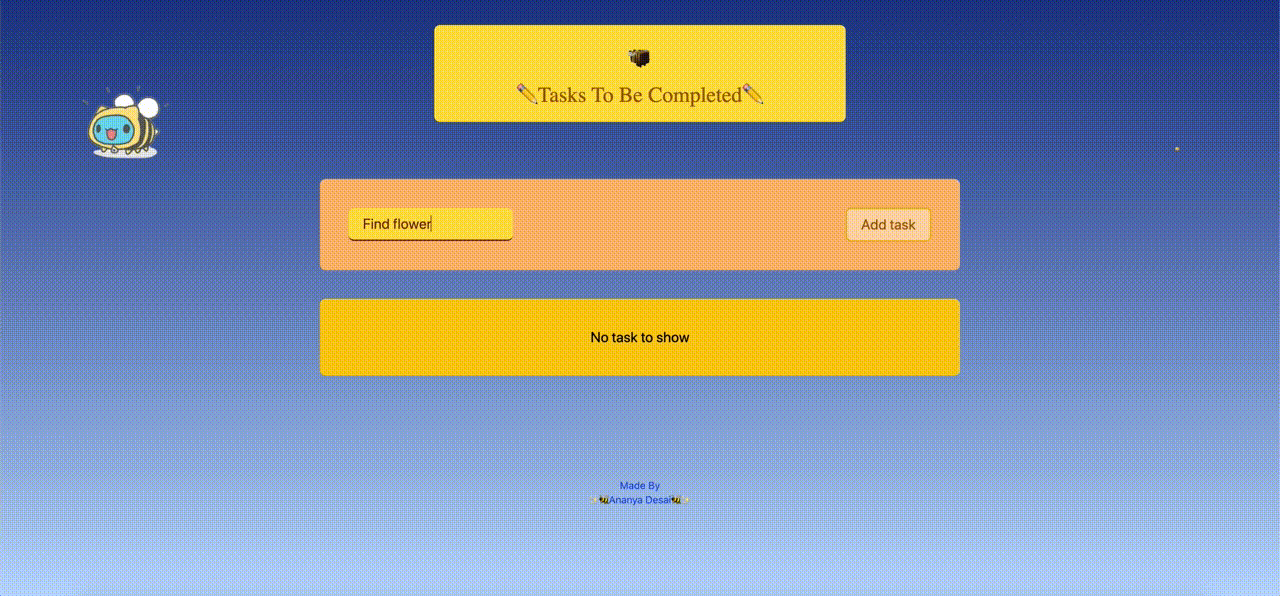 ✏️Tasks To Be Completed✏️
Find flower
Add task
No task to show
Made By
✨🐝Ananya Desai🐝✨